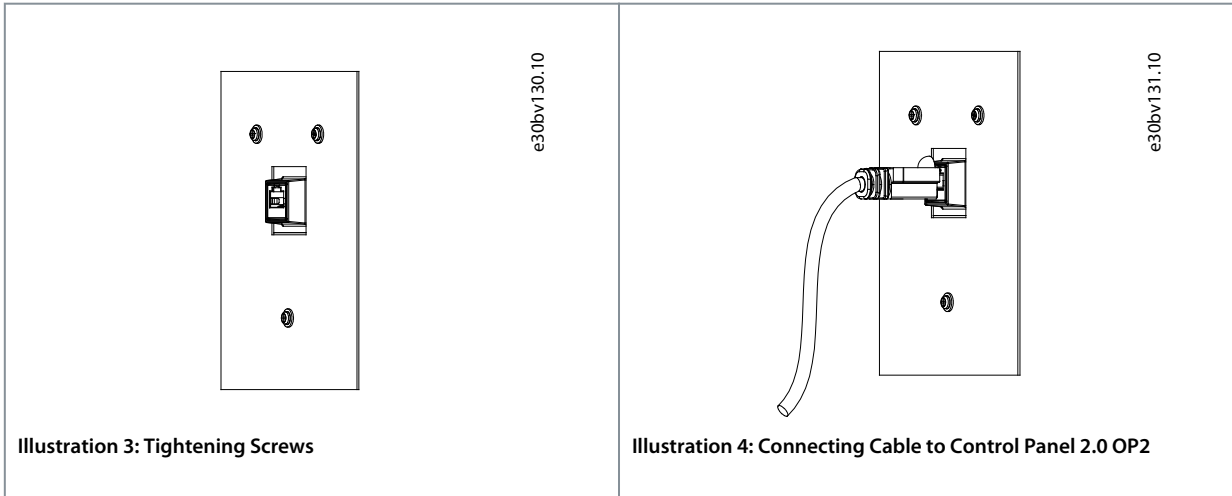 e30bv130.10
Illustration 3: Tightening Screws
e30bv131.10
Illustration 4: Connecting Cable to Control Panel 2.0 OP2